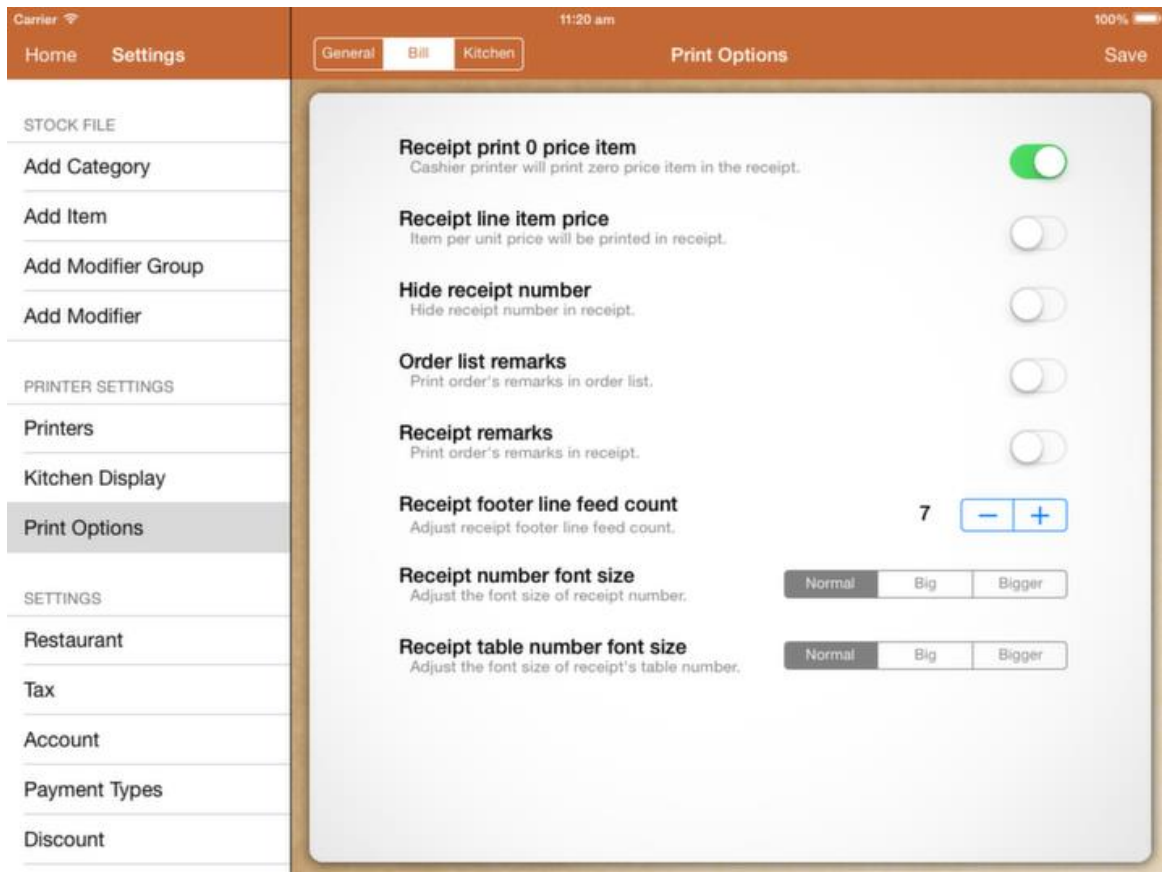 Carrier 11:20 am 100%
Home Settings General Bill Kitchen Print Options Save
STOCK FILE
Add Category
Add Item
Add Modifier Group
Add Modifier
PRINTER SETTINGS
Printers
Kitchen Display
Print Options
SETTINGS
Restaurant
Tax
Account
Payment Types
Discount
Receipt print 0 price item
Cashier printer will print zero price item in the receipt.
Receipt line item price
Item per unit price will be printed in receipt.
Hide receipt number
Hide receipt number in receipt.
Order list remarks
Print order's remarks in order list.
Receipt remarks
Print order's remarks in receipt.
Receipt footer line feed count 7 − +
Adjust receipt footer line feed count.
Receipt number font size Normal Big Bigger
Adjust the font size of receipt number.
Receipt table number font size Normal Big Bigger
Adjust the font size of receipt's table number.